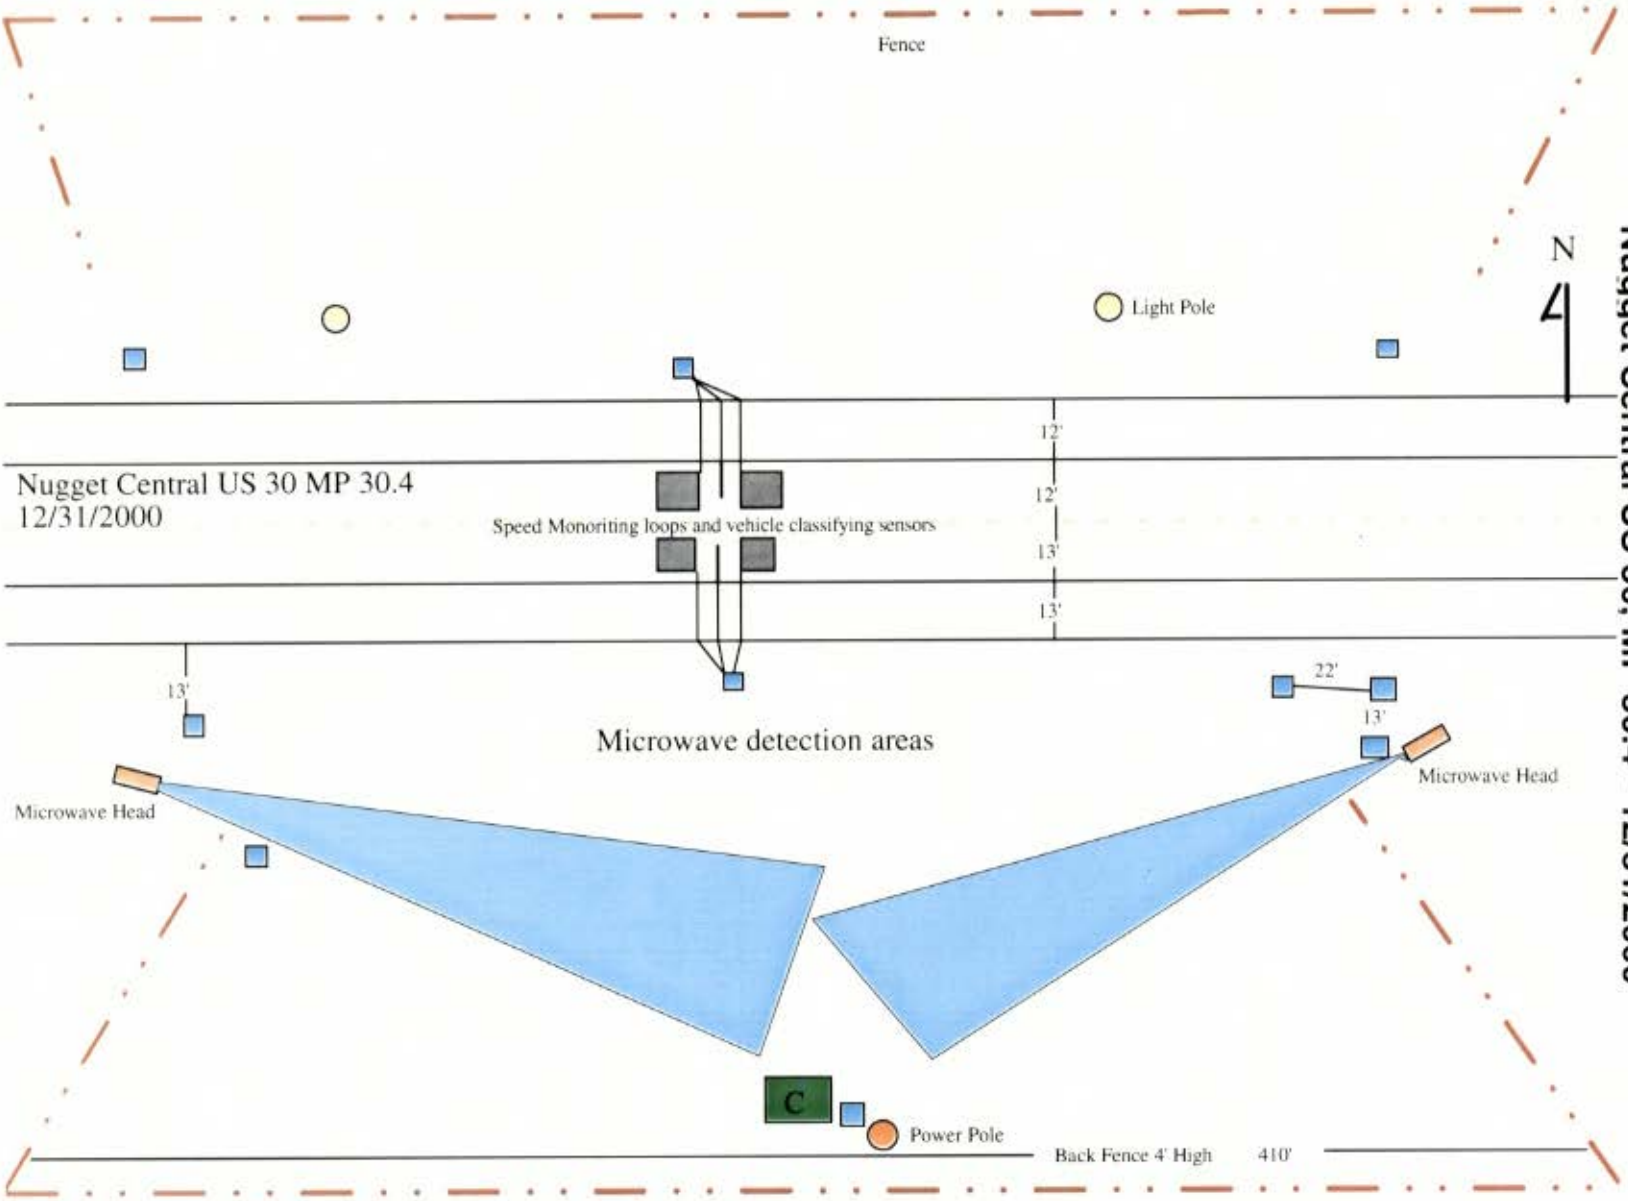 Fence
N
Light Pole
12'
Nugget Central US 30 MP 30.4
12/31/2000
12'
Speed Monoriting loops and vehicle classifying sensors
13'
13'
13'
22'
13'
Microwave detection areas
Microwave Head
Microwave Head
C
Power Pole
Back Fence 4' High 410'